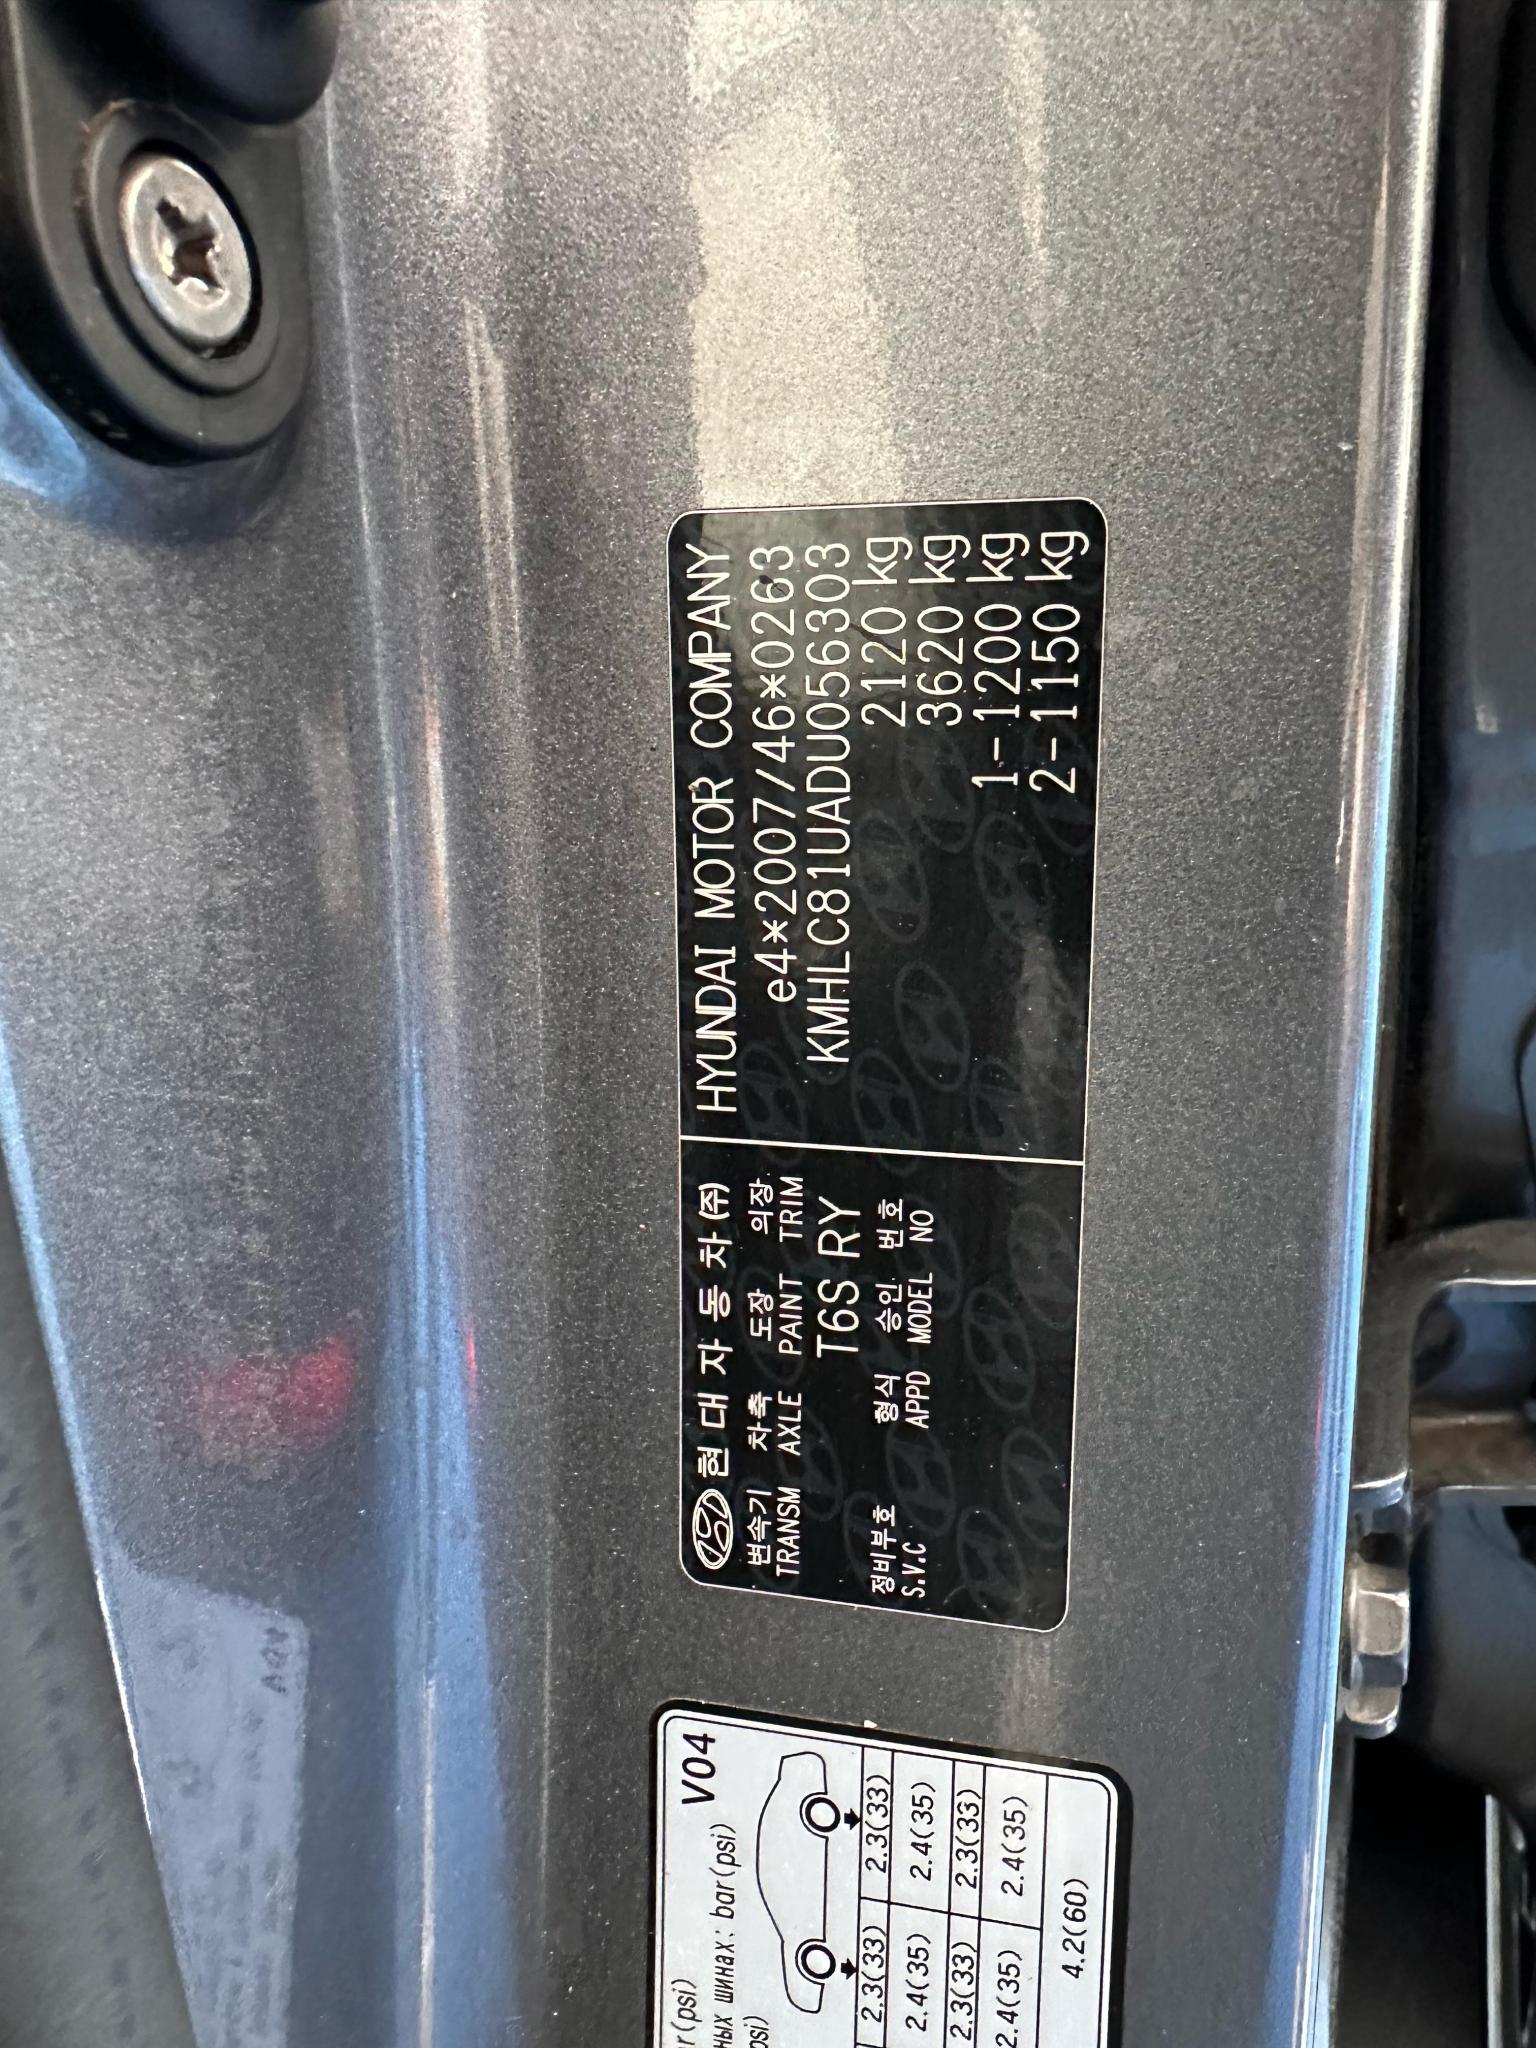 현대자동차(주)
HYUNDAI MOTOR COMPANY
변속기 차축 도장 의장
TRANSM AXLE PAINT TRIM
T6S RY
정비부호 형식 승인 번호
S.V.C APPD MODEL NO
e4*2007/46*0263
KMHLC81UADU056303
2120 kg
3620 kg
1-1200 kg
2-1150 kg
V04
(psi)
шинах.: bar(psi)
2.3(33) 2.3(33)
2.4(35) 2.4(35)
2.3(33) 2.3(33)
2.4(35) 2.4(35)
4.2(60)